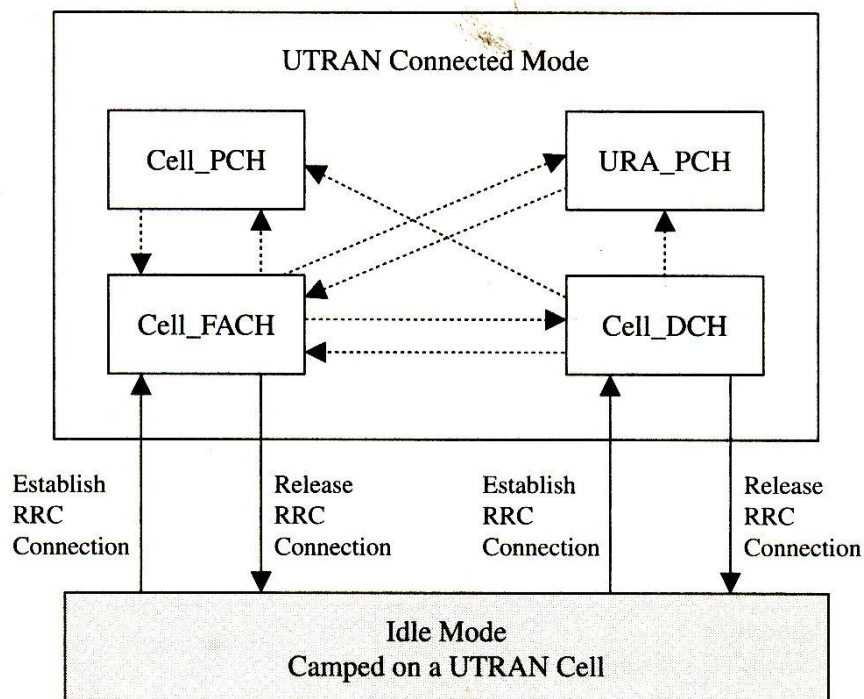 UTRAN Connected Mode
Cell_PCH
URA_PCH
Cell_FACH
Cell_DCH
Establish
RRC
Connection
Release
RRC
Connection
Establish
RRC
Connection
Release
RRC
Connection
Idle Mode
Camped on a UTRAN Cell